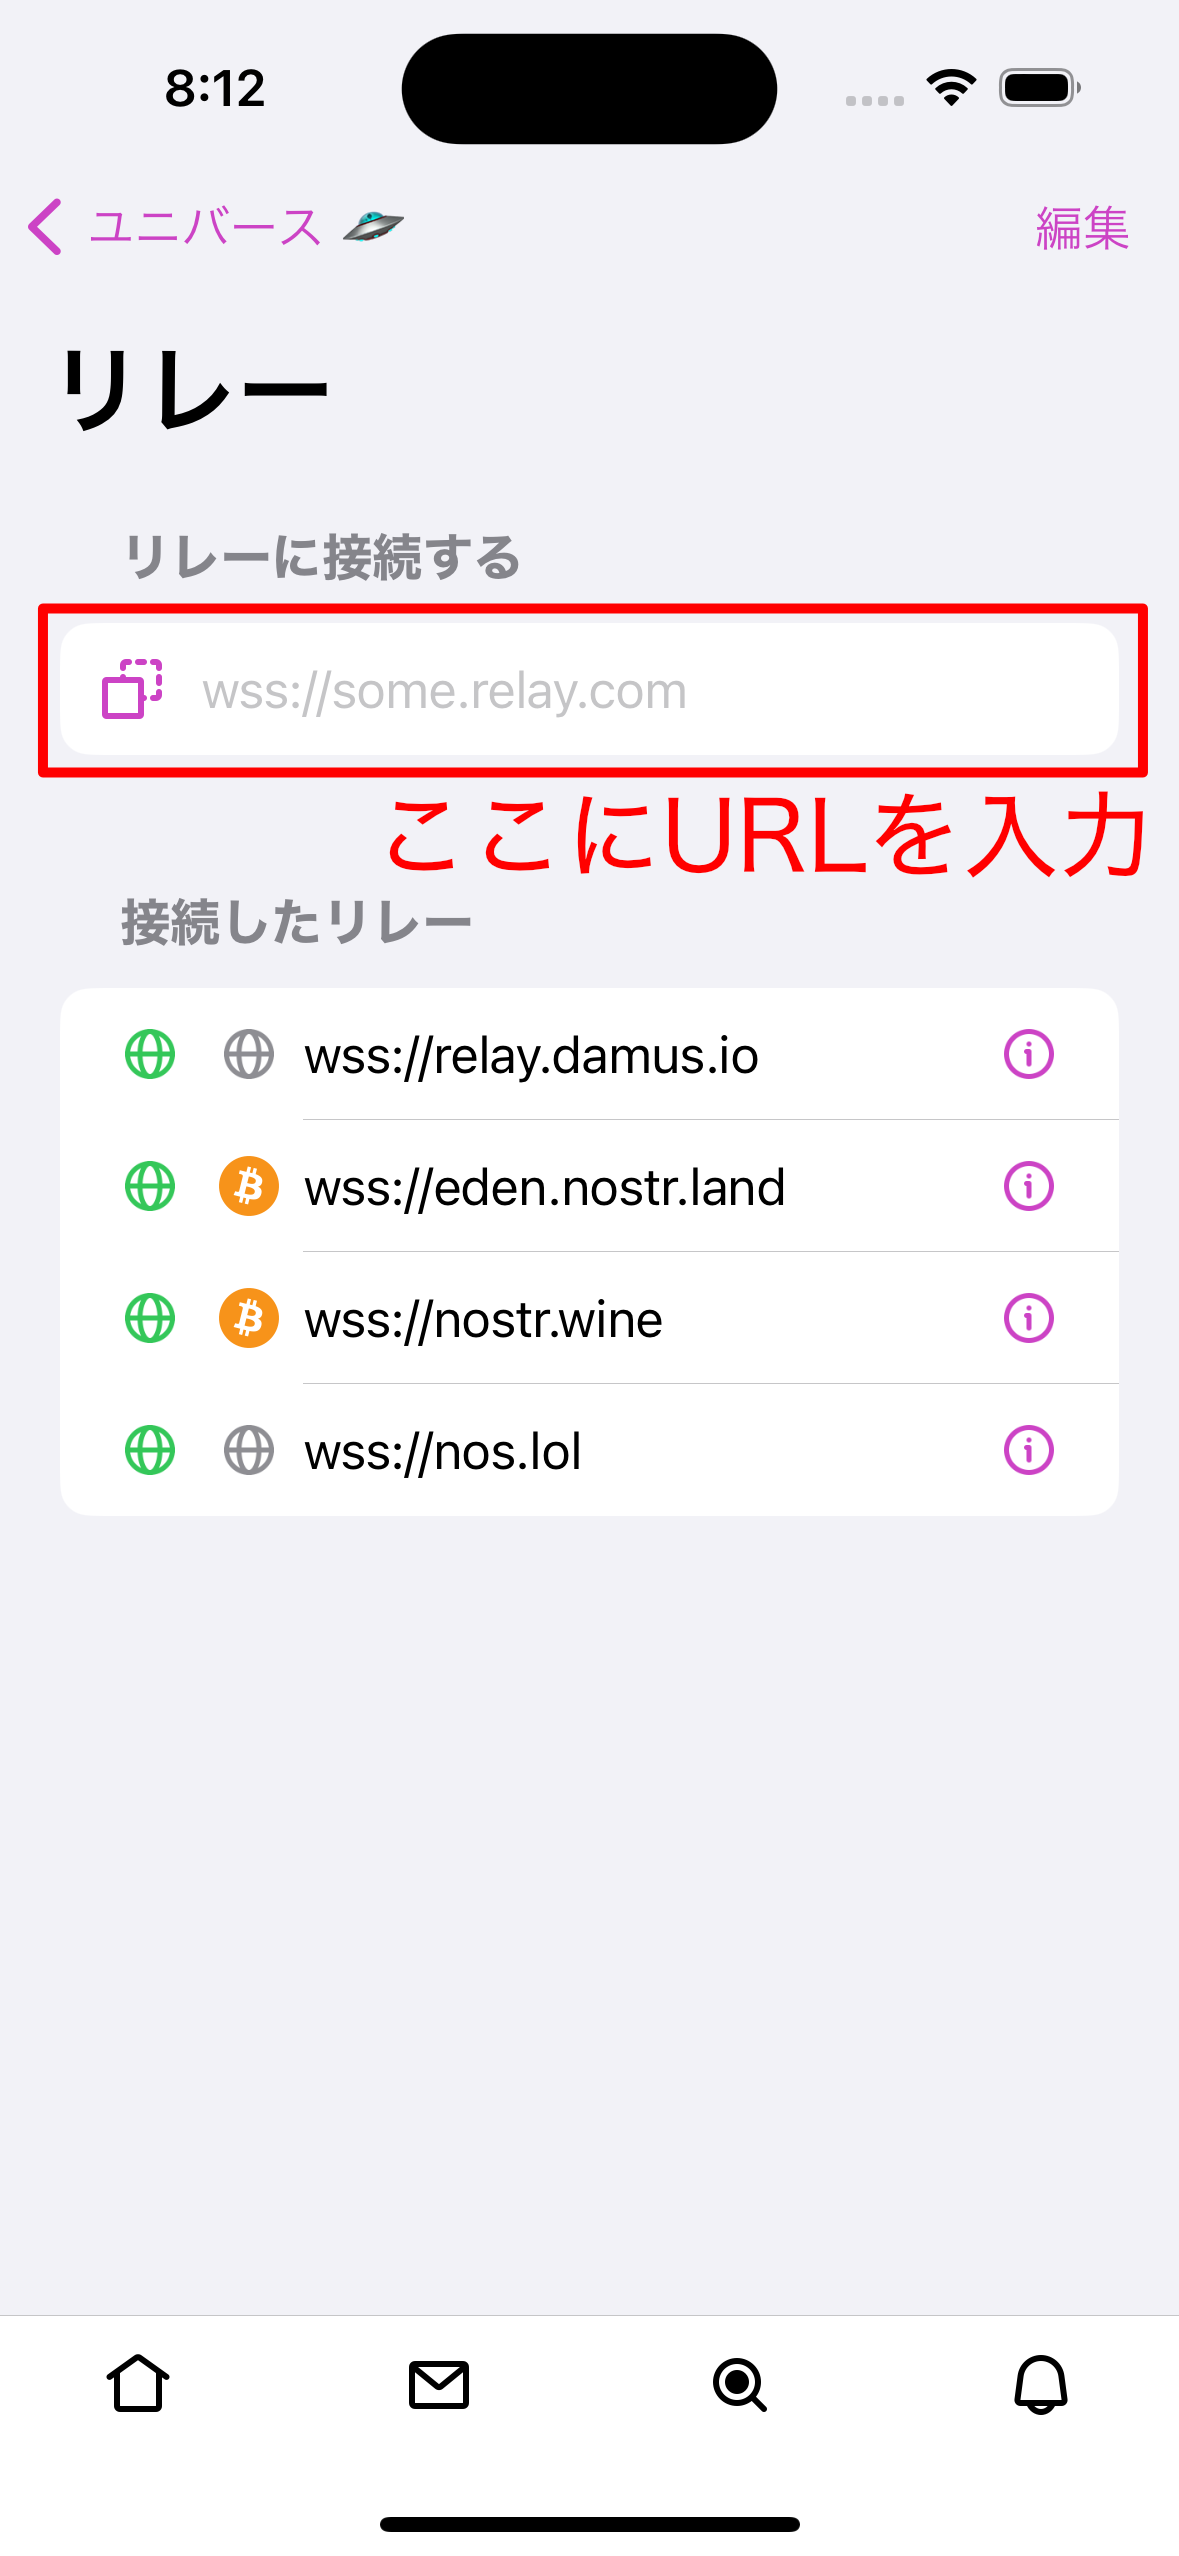 8:12
ユニバース 🛸
編集
リレー
リレーに接続する
wss://some.relay.com
ここにURLを入力
接続したリレー
wss://relay.damus.io
wss://eden.nostr.land
wss://nostr.wine
wss://nos.lol